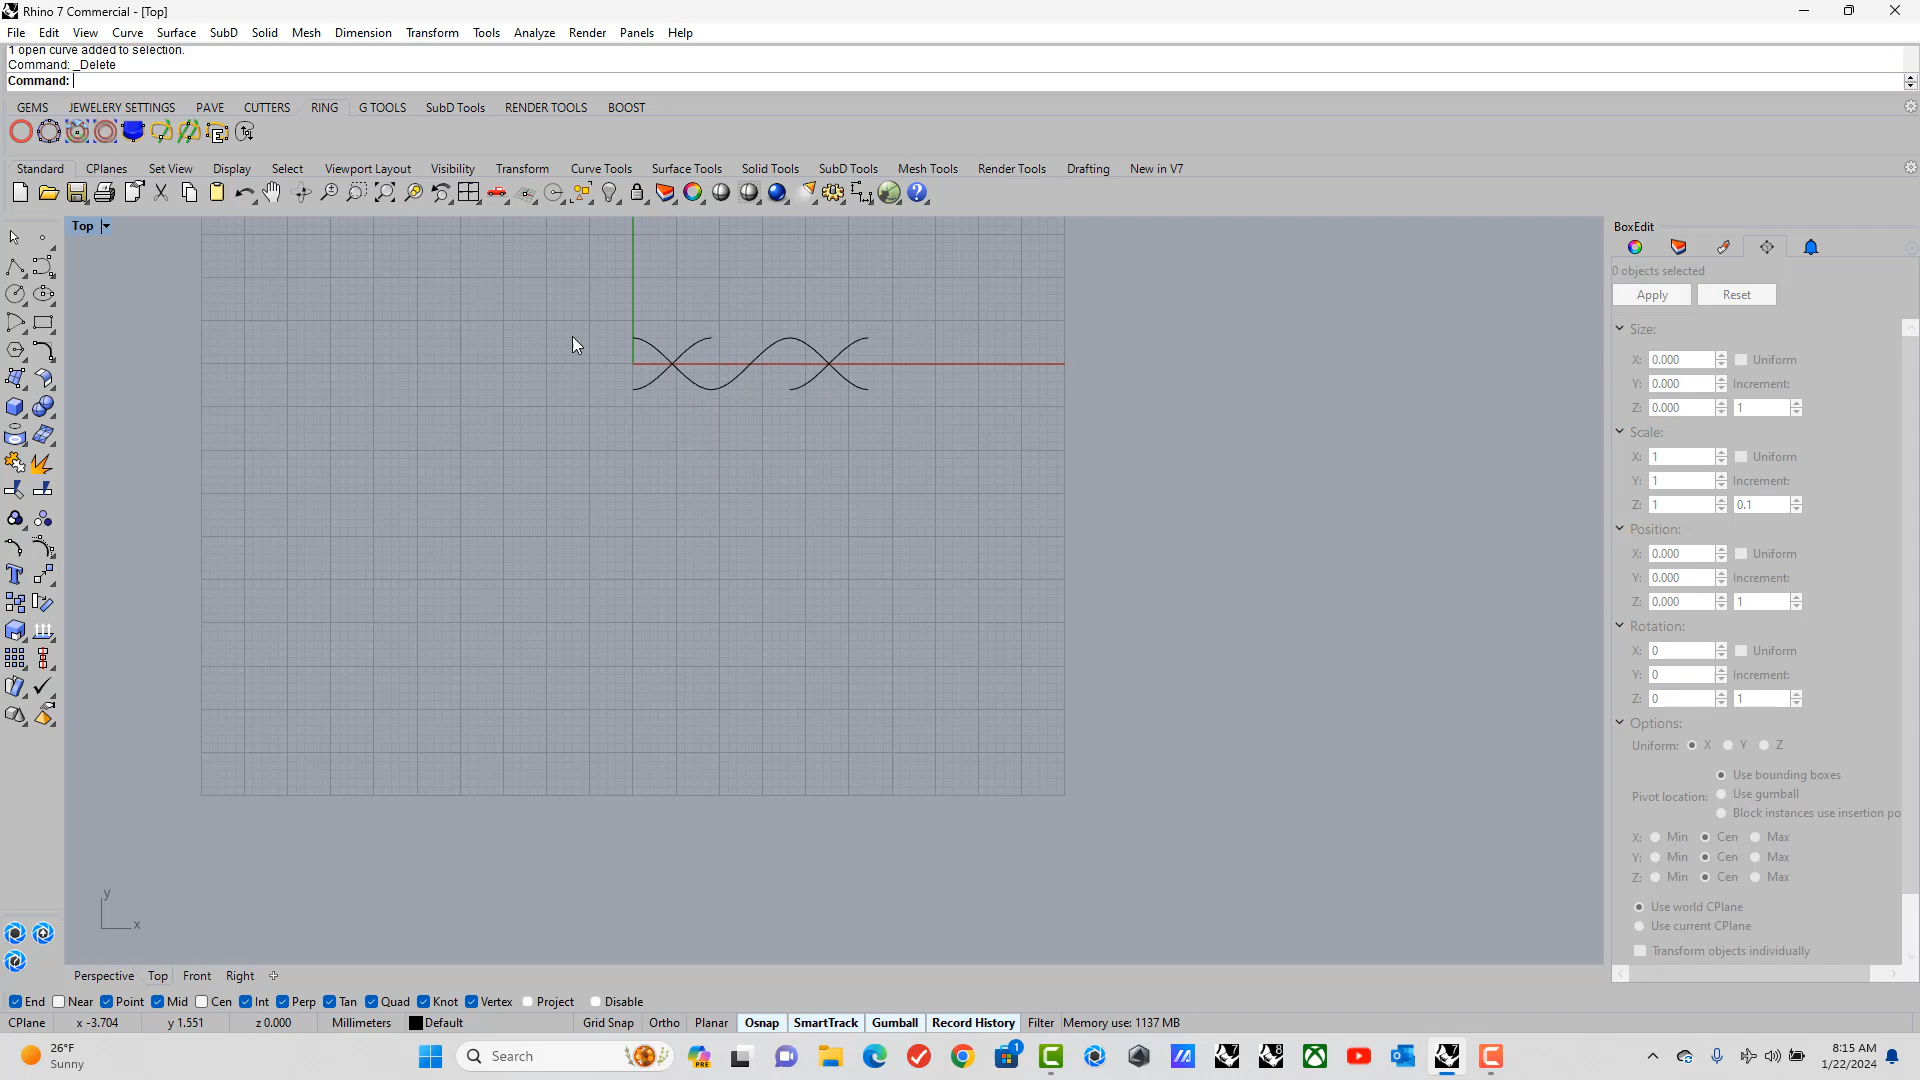 Rhino 7 Commercial - [Top]
File Edit View Curve Surface SubD Solid Mesh Dimension Transform Tools Analyze Render Panels Help
1 open curve added to selection.
Command: _Delete
Command:
GEMS JEWELERY SETTINGS PAVE CUTTERS RING G TOOLS SubD Tools RENDER TOOLS BOOST
Standard CPlanes Set View Display Select Viewport Layout Visibility Transform Curve Tools Surface Tools Solid Tools SubD Tools Mesh Tools Render Tools Drafting New in V7
Top
BoxEdit
0 objects selected
Apply Reset
Size:
X: 0.000 Uniform
Y: 0.000 Increment:
Z: 0.000 1
Scale:
X: 1 Uniform
Y: 1 Increment:
Z: 1 0.1
Position:
X: 0.000 Uniform
Y: 0.000 Increment:
Z: 0.000 1
Rotation:
X: 0 Uniform
Y: 0 Increment:
Z: 0 1
Options:
Uniform: X Y Z
Use bounding boxes
Pivot location: Use gumball
Block instances use insertion po
X: Min Cen Max
Y: Min Cen Max
Z: Min Cen Max
Use world CPlane
Use current CPlane
Transform objects individually
y
x
Perspective Top Front Right
End Near Point Mid Cen Int Perp Tan Quad Knot Vertex Project Disable
CPlane x -3.704 y 1.551 z 0.000 Millimeters Default Grid Snap Ortho Planar Osnap SmartTrack Gumball Record History Filter Memory use: 1137 MB
26°F
Sunny
Search
PRE
1
8:15 AM
1/22/2024